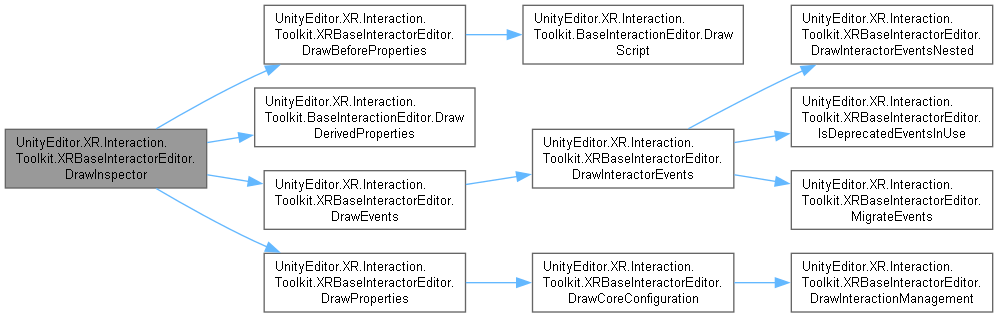 UnityEditor.XR.Interaction.
Toolkit.XRBaseInteractorEditor.
DrawInspector
UnityEditor.XR.Interaction.
Toolkit.XRBaseInteractorEditor.
DrawBeforeProperties
UnityEditor.XR.Interaction.
Toolkit.BaseInteractionEditor.Draw
Script
UnityEditor.XR.Interaction.
Toolkit.BaseInteractionEditor.Draw
DerivedProperties
UnityEditor.XR.Interaction.
Toolkit.XRBaseInteractorEditor.
DrawEvents
UnityEditor.XR.Interaction.
Toolkit.XRBaseInteractorEditor.
DrawInteractorEvents
UnityEditor.XR.Interaction.
Toolkit.XRBaseInteractorEditor.
DrawInteractorEventsNested
UnityEditor.XR.Interaction.
Toolkit.XRBaseInteractorEditor.
IsDeprecatedEventsInUse
UnityEditor.XR.Interaction.
Toolkit.XRBaseInteractorEditor.
MigrateEvents
UnityEditor.XR.Interaction.
Toolkit.XRBaseInteractorEditor.
DrawProperties
UnityEditor.XR.Interaction.
Toolkit.XRBaseInteractorEditor.
DrawCoreConfiguration
UnityEditor.XR.Interaction.
Toolkit.XRBaseInteractorEditor.
DrawInteractionManagement